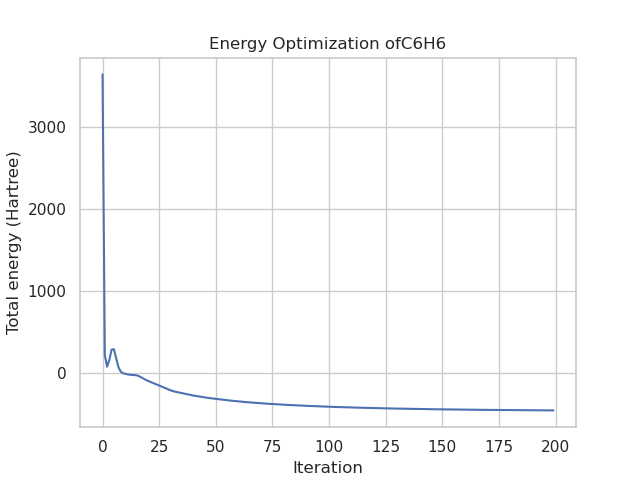 Energy Optimization ofC6H6
Total energy (Hartree)
3000
2000
1000
0
0 25 50 75 100 125 150 175 200
Iteration